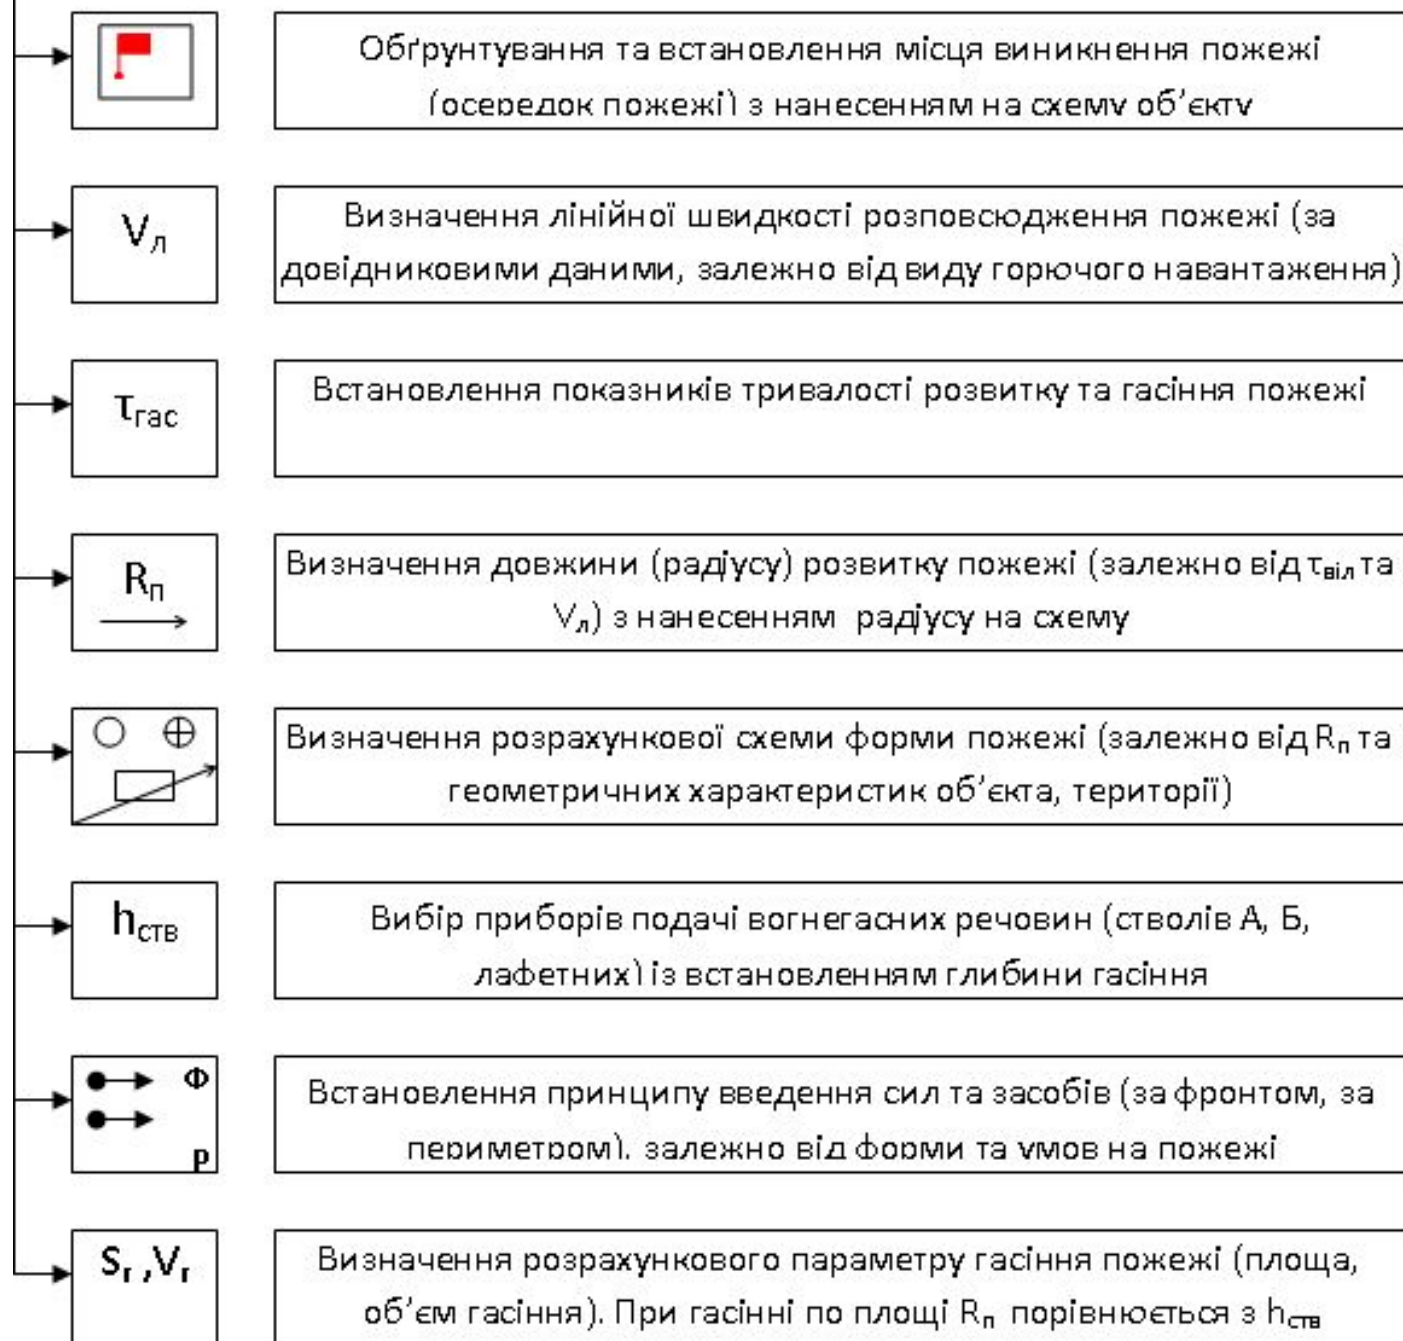 Обґрунтування та встановлення місця виникнення пожежі
(осередок пожежі) з нанесенням на схему об’єкту
Vл
Визначення лінійної швидкості розповсюдження пожежі (за
довідниковими даними, залежно від виду горючого навантаження)
τгас
Встановлення показників тривалості розвитку та гасіння пожежі
Rп
Визначення довжини (радіусу) розвитку пожежі (залежно від τвіл та
Vл) з нанесенням радіусу на схему
Визначення розрахункової схеми форми пожежі (залежно від Rп та
геометричних характеристик об’єкта, території)
hств
Вибір приборів подачі вогнегасних речовин (стволів А, Б,
лафетних) із встановленням глибини гасіння
Ф
р
Встановлення принципу введення сил та засобів (за фронтом, за
периметром), залежно від форми та умов на пожежі
Sг ,Vг
Визначення розрахункового параметру гасіння пожежі (площа,
об’єм гасіння). При гасінні по площі Rп порівнюється з hств